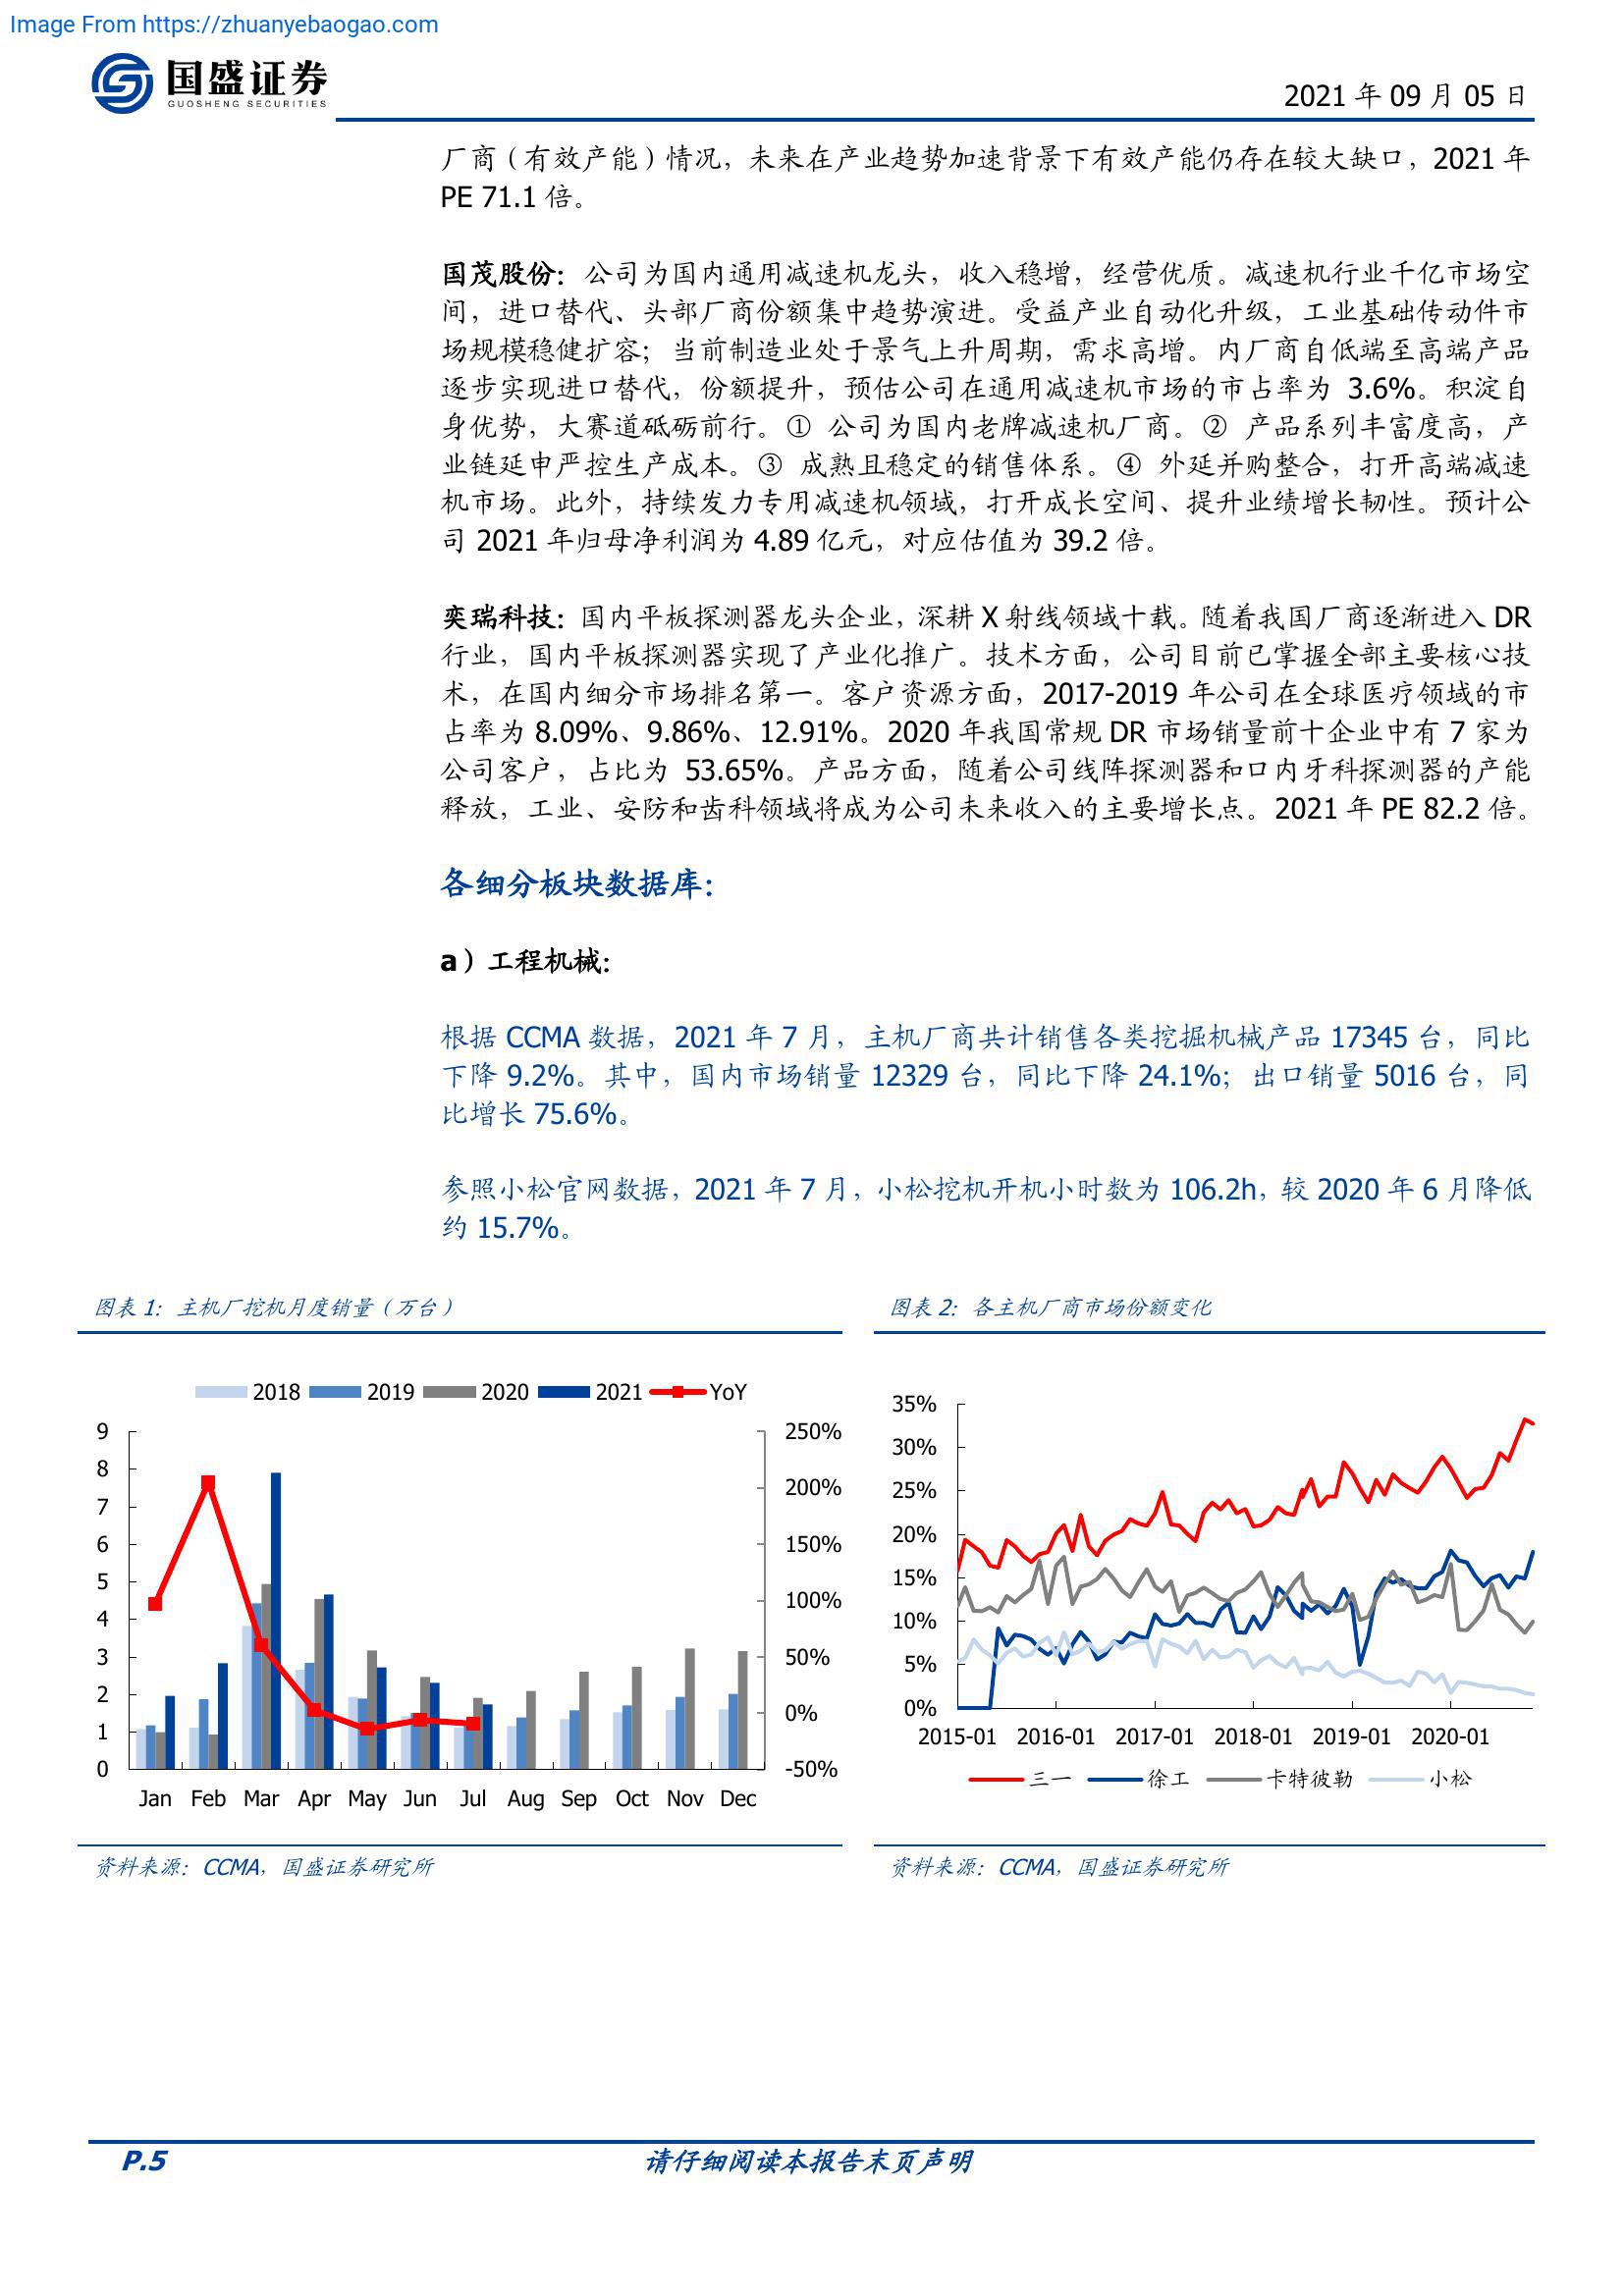 Image From https://zhuanyebaogao.com
国盛证券
GUOSHENG SECURITIES
2021 年 09 月 05 日
厂商（有效产能）情况，未来在产业趋势加速背景下有效产能仍存在较大缺口，2021 年
PE 71.1 倍。
国茂股份：公司为国内通用减速机龙头，收入稳增，经营优质。减速机行业千亿市场空
间，进口替代、头部厂商份额集中趋势演进。受益产业自动化升级，工业基础传动件市
场规模稳健扩容；当前制造业处于景气上升周期，需求高增。内厂商自低端至高端产品
逐步实现进口替代，份额提升，预估公司在通用减速机市场的市占率为 3.6%。积淀自
身优势，大赛道砥砺前行。① 公司为国内老牌减速机厂商。② 产品系列丰富度高，产
业链延申严控生产成本。③ 成熟且稳定的销售体系。④ 外延并购整合，打开高端减速
机市场。此外，持续发力专用减速机领域，打开成长空间、提升业绩增长韧性。预计公
司 2021 年归母净利润为 4.89 亿元，对应估值为 39.2 倍。
奕瑞科技：国内平板探测器龙头企业，深耕 X 射线领域十载。随着我国厂商逐渐进入 DR
行业，国内平板探测器实现了产业化推广。技术方面，公司目前已掌握全部主要核心技
术，在国内细分市场排名第一。客户资源方面，2017-2019 年公司在全球医疗领域的市
占率为 8.09%、9.86%、12.91%。2020 年我国常规 DR 市场销量前十企业中有 7 家为
公司客户，占比为 53.65%。产品方面，随着公司线阵探测器和口内牙科探测器的产能
释放，工业、安防和齿科领域将成为公司未来收入的主要增长点。2021 年 PE 82.2 倍。
各细分板块数据库：
a）工程机械：
根据 CCMA 数据，2021 年 7 月，主机厂商共计销售各类挖掘机械产品 17345 台，同比
下降 9.2%。其中，国内市场销量 12329 台，同比下降 24.1%；出口销量 5016 台，同
比增长 75.6%。
参照小松官网数据，2021 年 7 月，小松挖机开机小时数为 106.2h，较 2020 年 6 月降低
约 15.7%。
图表 1：主机厂挖机月度销量（万台）
2018 2019 2020 2021 YoY
9
8
7
6
5
4
3
2
1
0
250%
200%
150%
100%
50%
0%
-50%
Jan Feb Mar Apr May Jun Jul Aug Sep Oct Nov Dec
资料来源：CCMA，国盛证券研究所
图表 2：各主机厂商市场份额变化
35%
30%
25%
20%
15%
10%
5%
0%
2015-01 2016-01 2017-01 2018-01 2019-01 2020-01
三一 徐工 卡特彼勒 小松
资料来源：CCMA，国盛证券研究所
P.5
请仔细阅读本报告末页声明